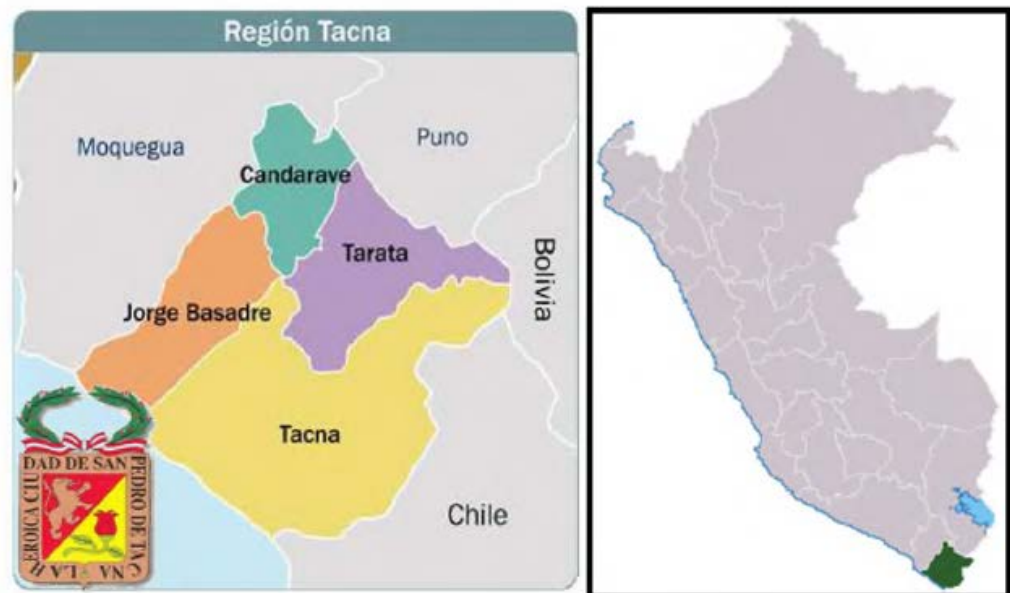 Región Tacna
Moquegua
Puno
Candarave
Tarata
Bolivia
Jorge Basadre
Tacna
Chile
LA HEROICA CIUDAD DE SAN PEDRO DE TACNA